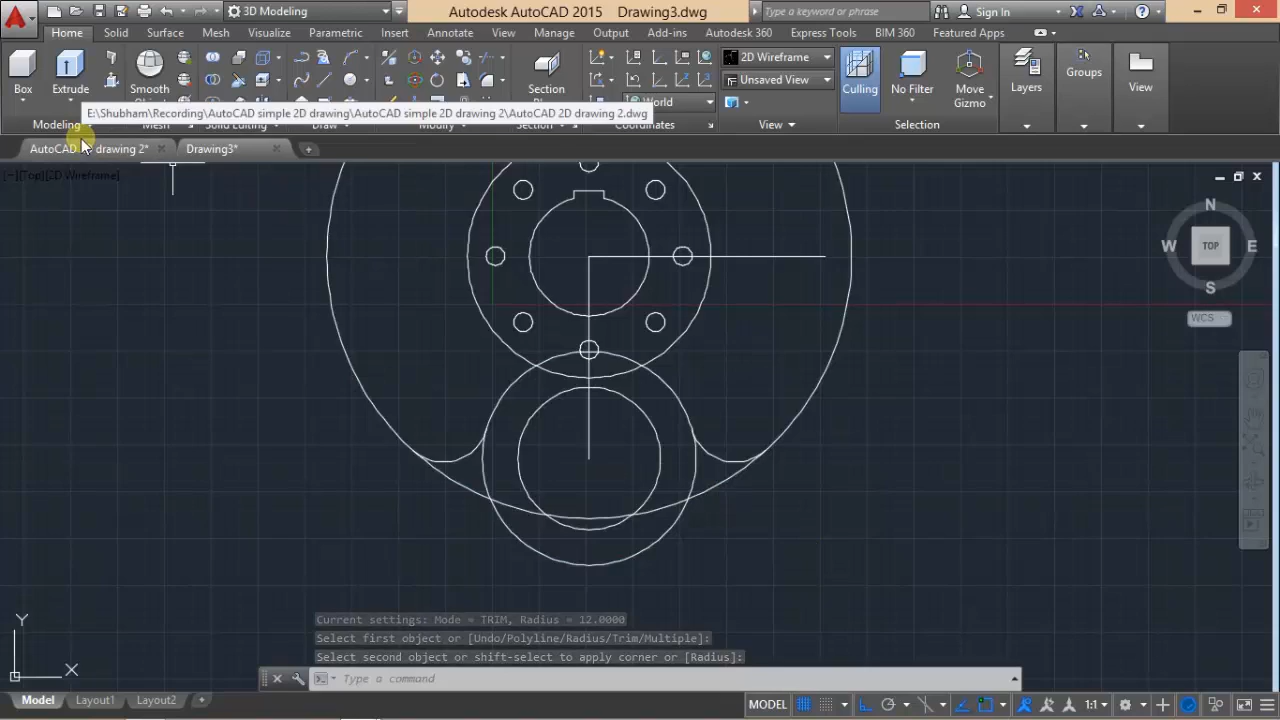 3D Modeling
Autodesk AutoCAD 2015 Drawing3.dwg
Type a keyword or phrase
Sign In
Home Solid Surface Mesh Visualize Parametric Insert Annotate View Manage Output Add-ins Autodesk 360 Express Tools BIM 360 Featured Apps
2D Wireframe
Unsaved View
World
Box Extrude Smooth
Section
Culling No Filter Move
Gizmo
Layers Groups View
E:\Shubham\Recording\AutoCAD simple 2D drawing\AutoCAD simple 2D drawing 2\AutoCAD 2D drawing 2.dwg
Modeling Mesh Solid Editing Modify Section View Selection
AutoCAD drawing 2* Drawing3*
[−][Top][2D Wireframe]
N
W TOP E
S
WCS
Current settings: Mode = TRIM, Radius = 12.0000
Select first object or [Undo/Polyline/Radius/Trim/Multiple]:
Select second object or shift-select to apply corner or [Radius]:
Type a command
Y
X
Model Layout1 Layout2
MODEL 1:1